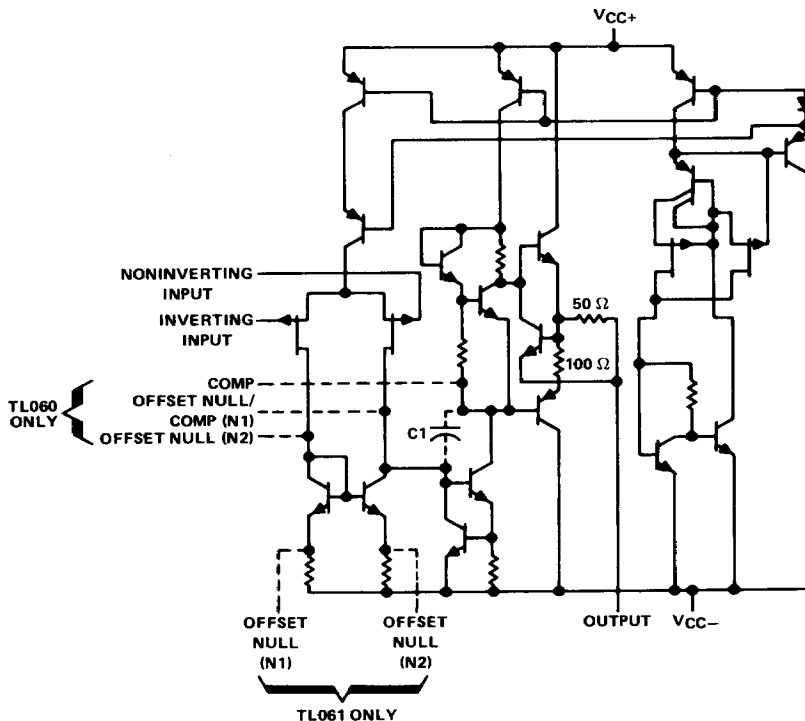 VCC+
NONINVERTING
INPUT
INVERTING
INPUT
50 Ω
100 Ω
TL060
ONLY
COMP
OFFSET NULL/
COMP (N1)
OFFSET NULL (N2)
C1
OFFSET
NULL
(N1)
OFFSET
NULL
(N2)
OUTPUT
VCC−
TL061 ONLY